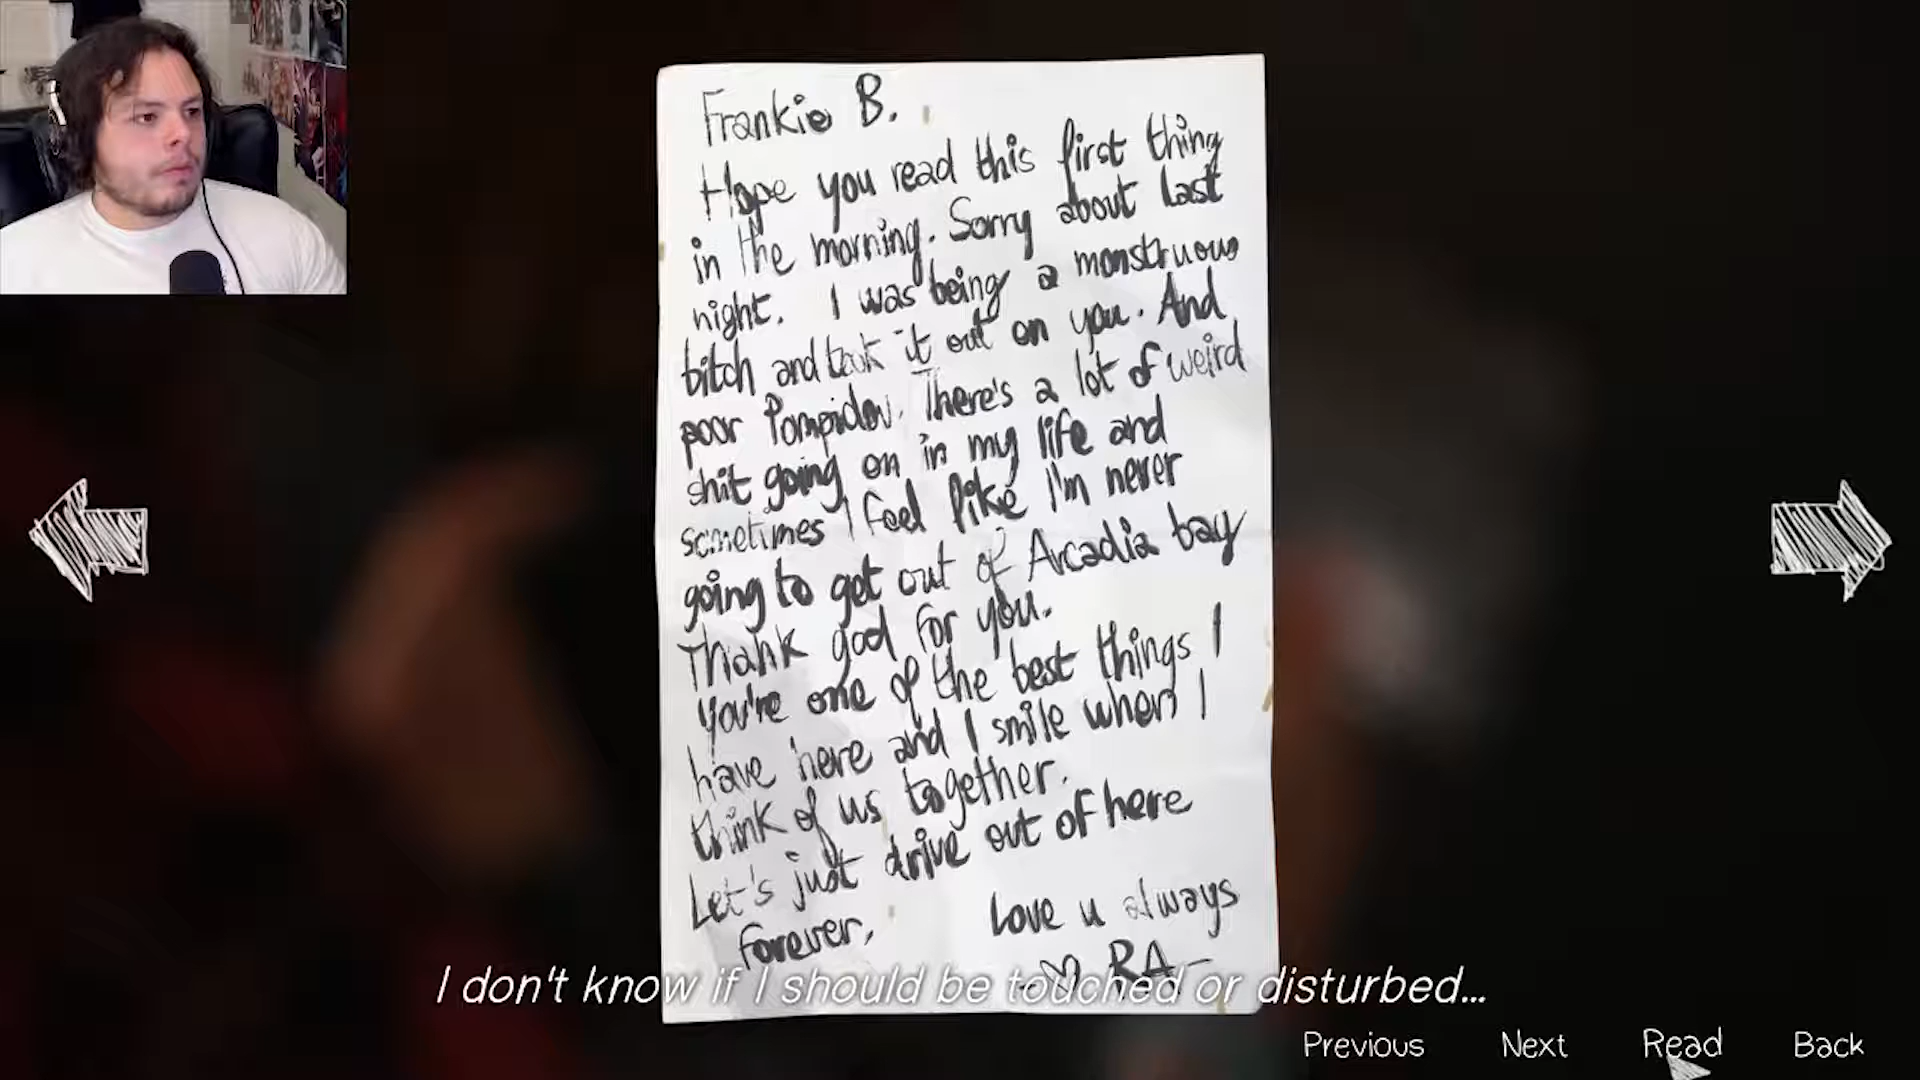 Frankie B.
Hope you read this first thing
in the morning. Sorry about last
night. I was being a monstruous
bitch and took it out on you. And
poor Pompidou. There's a lot of weird
shit going on in my life and
sometimes I feel like I'm never
going to get out of Arcadia bay
Thank god for you.
You're one of the best things I
have here and I smile when I
think of us together.
Let's just drive out of here
forever,
Love u always
-♡ RA-
I don't know if I should be touched or disturbed...
Previous Next Read Back